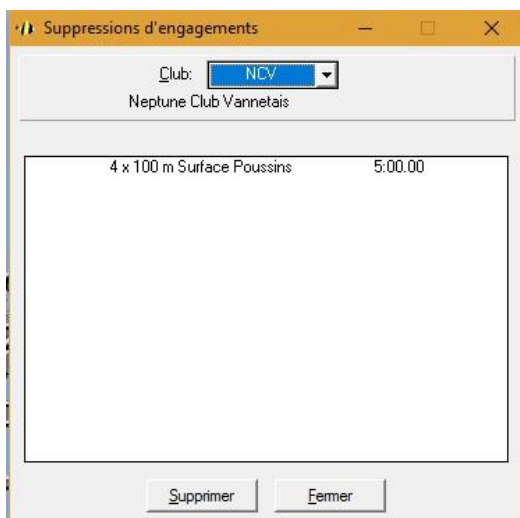 Suppressions d'engagements
Club: NCV
Neptune Club Vannetais
4 x 100 m Surface Poussins 5:00.00
Supprimer Fermer